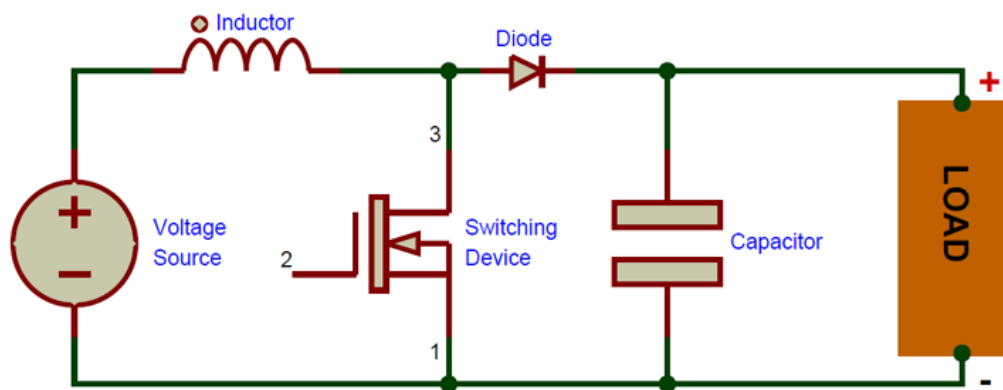 Inductor
Diode
+
3
LOAD
+
Voltage
Source
−
2
Switching
Device
Capacitor
1
-